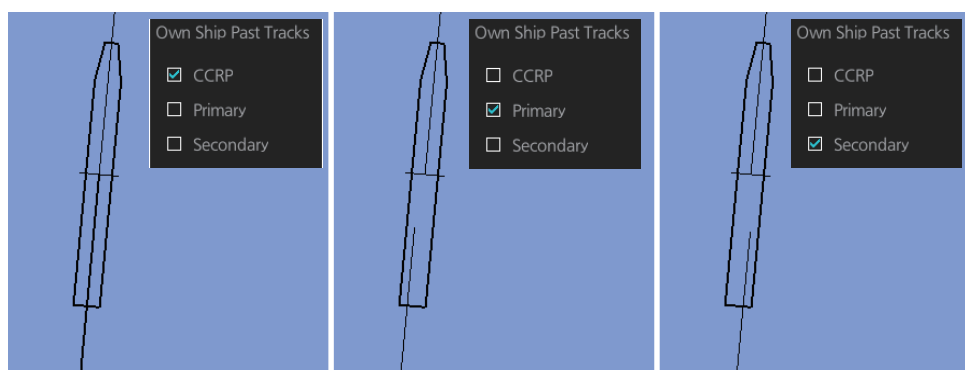 Own Ship Past Tracks
CCRP
Primary
Secondary
Own Ship Past Tracks
CCRP
Primary
Secondary
Own Ship Past Tracks
CCRP
Primary
Secondary